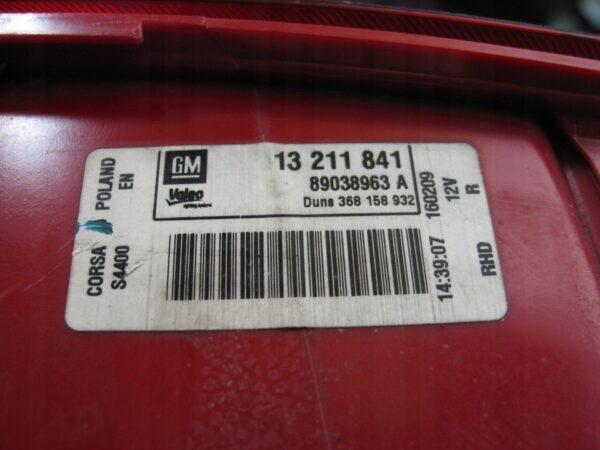 CORSA POLAND
S4400 EN
GM
Valeo
13 211 841
89038963 A
Duns 368 158 932
14:39:07 160209
12V
RHD R